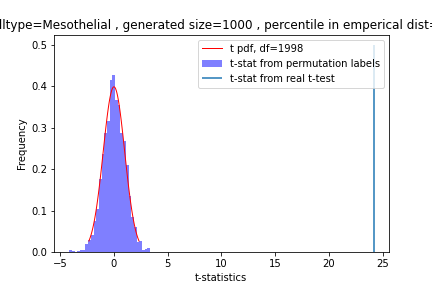 lltype=Mesothelial , generated size=1000 , percentile in emperical dist=
0.5
0.4
0.3
0.2
0.1
0.0
Frequency
t pdf, df=1998
t-stat from permutation labels
t-stat from real t-test
−5
0
5
10
15
20
25
t-statistics